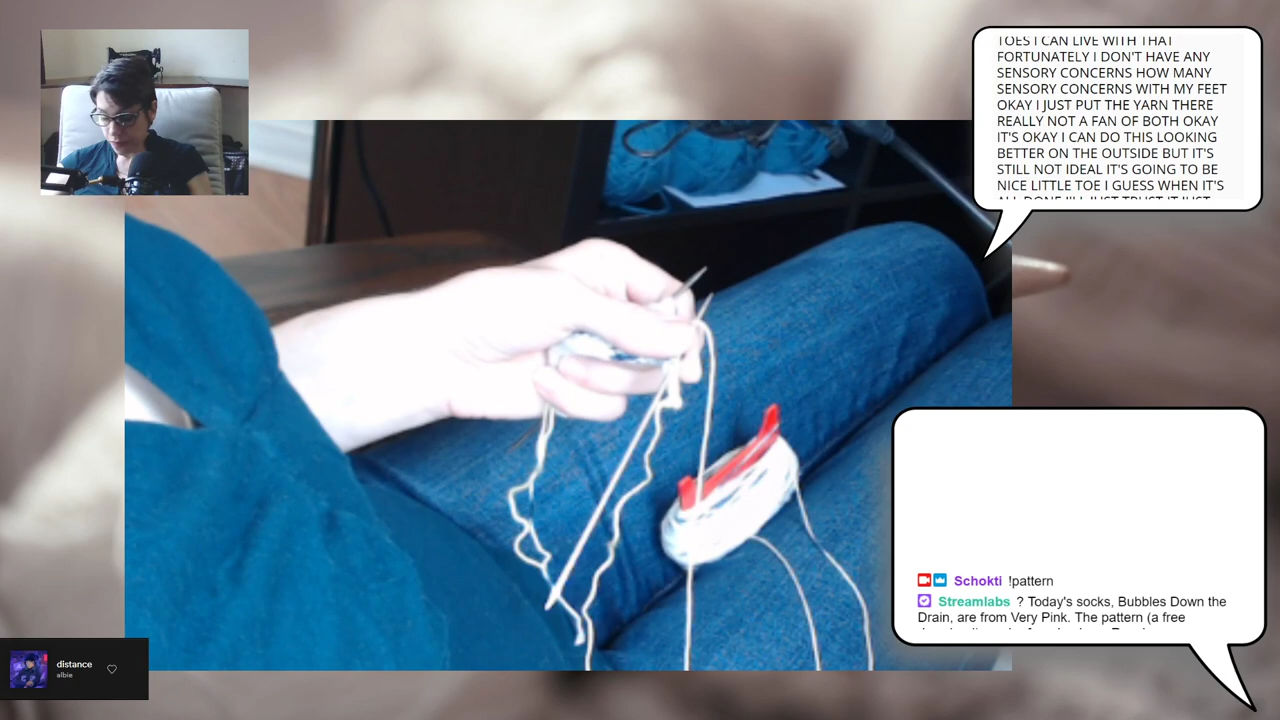 TOES I CAN LIVE WITH THAT
FORTUNATELY I DON'T HAVE ANY
SENSORY CONCERNS HOW MANY
SENSORY CONCERNS WITH MY FEET
OKAY I JUST PUT THE YARN THERE
REALLY NOT A FAN OF BOTH OKAY
IT'S OKAY I CAN DO THIS LOOKING
BETTER ON THE OUTSIDE BUT IT'S
STILL NOT IDEAL IT'S GOING TO BE
NICE LITTLE TOE I GUESS WHEN IT'S
Schokti !pattern
Streamlabs ? Today's socks, Bubbles Down the
Drain, are from Very Pink. The pattern (a free
distance
albie